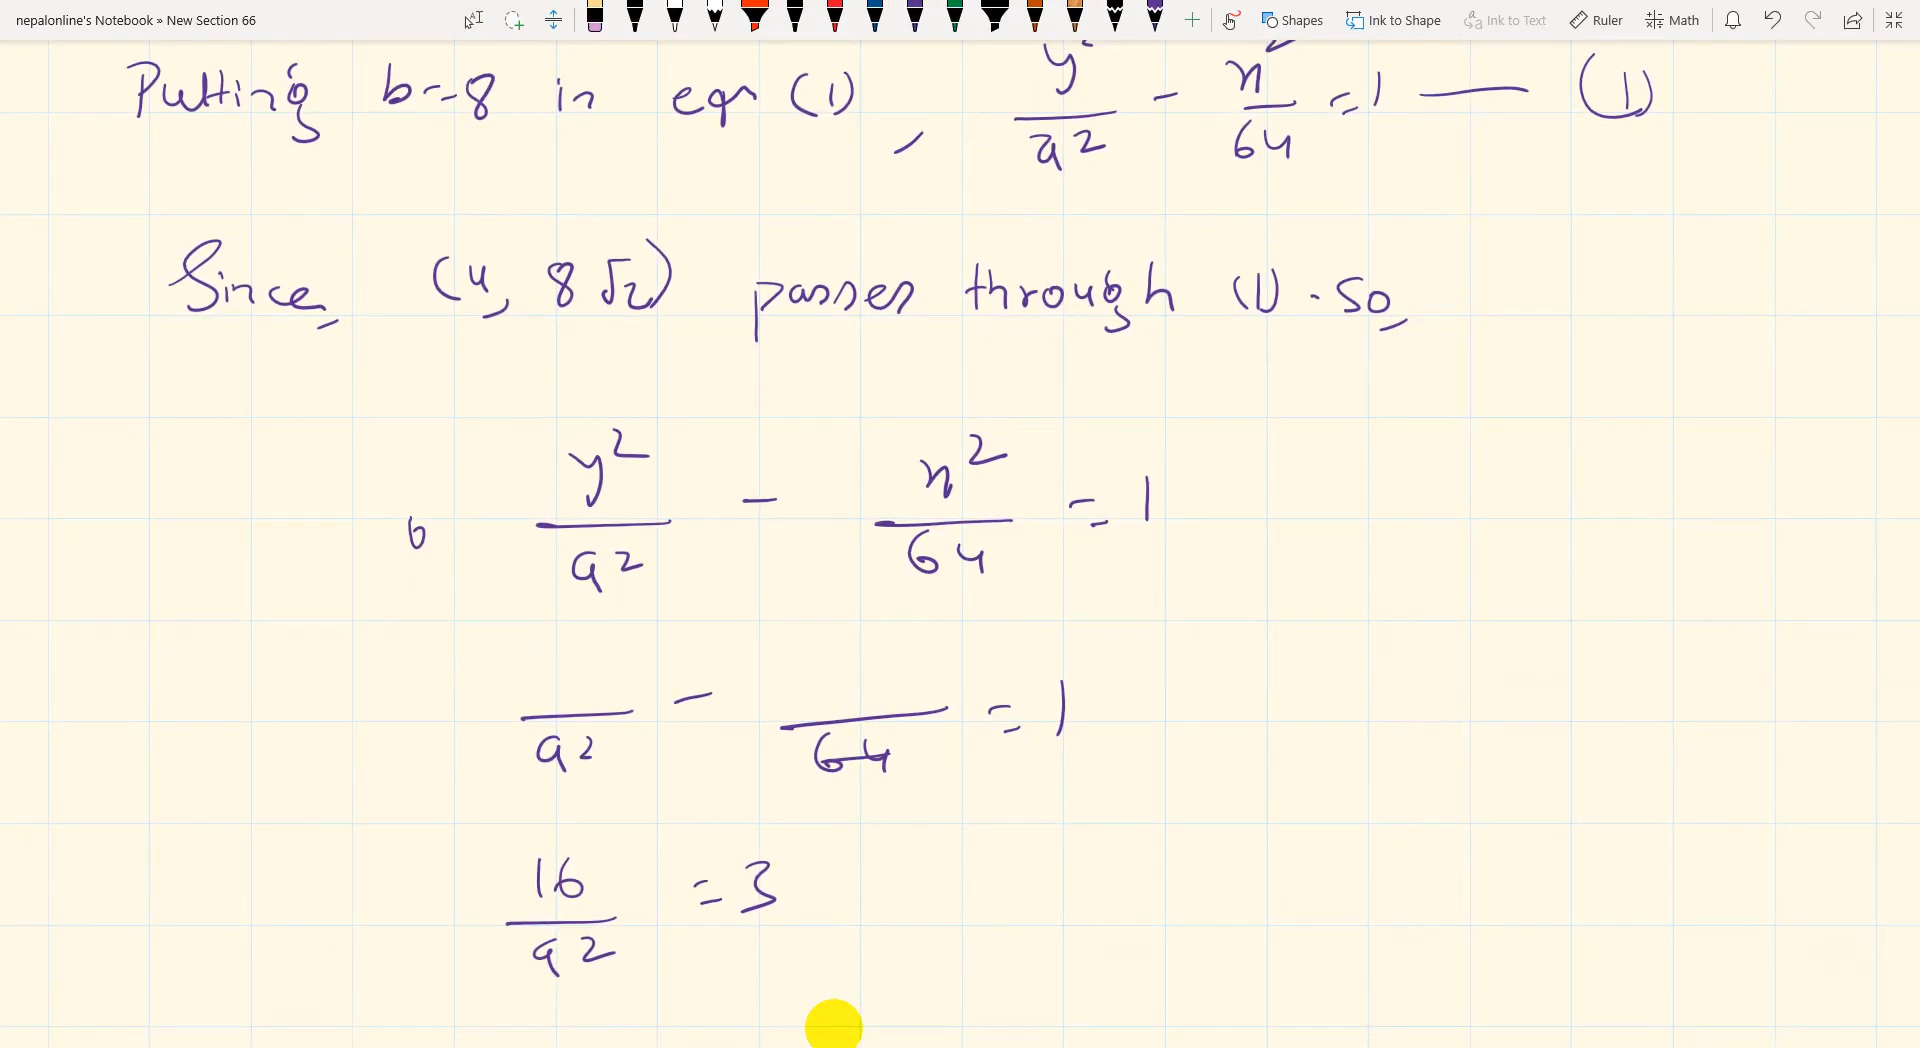 nepalonline's Notebook » New Section 66
Shapes Ink to Shape Ink to Text Ruler Math
Putting b=8 in eqn (1), y²/a² - x²/64 = 1 — (1)
Since, (4, 8√2) passes through (1). So,
6 y²/a² - x²/64 = 1
/a² - /64 = 1
16/a² = 3